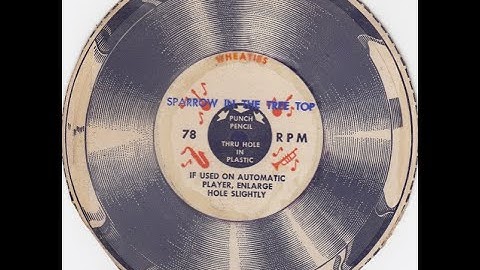 WHEATIES
SPARROW IN THE TREE TOP
PUNCH
PENCIL
78 RPM
THRU HOLE
IN
PLASTIC
IF USED ON AUTOMATIC
PLAYER, ENLARGE
HOLE SLIGHTLY